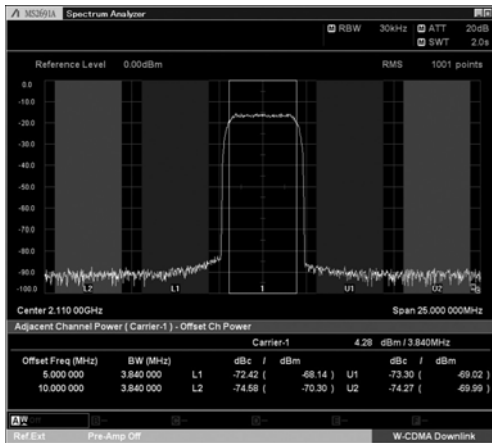 MS2691A Spectrum Analyzer
M RBW 30kHz M ATT 20dB
M SWT 2.0s
Reference Level 0.00dBm RMS 1001 points
0.0
-10.0
-20.0
-30.0
-40.0
-50.0
-60.0
-70.0
-80.0
-90.0
-100.0
L2 L1 1 U1 U2
Center 2.110 00GHz Span 25.000 000MHz
Adjacent Channel Power ( Carrier-1 ) - Offset Ch Power
Carrier-1 4.28 dBm / 3.840MHz
Offset Freq (MHz) BW (MHz) dBc / dBm dBc / dBm
5.000 000 3.840 000 L1 -72.42 ( -68.14 ) U1 -73.30 ( -69.02 )
10.000 000 3.840 000 L2 -74.58 ( -70.30 ) U2 -74.27 ( -69.99 )
Ref.Ext Pre-Amp Off W-CDMA Downlink